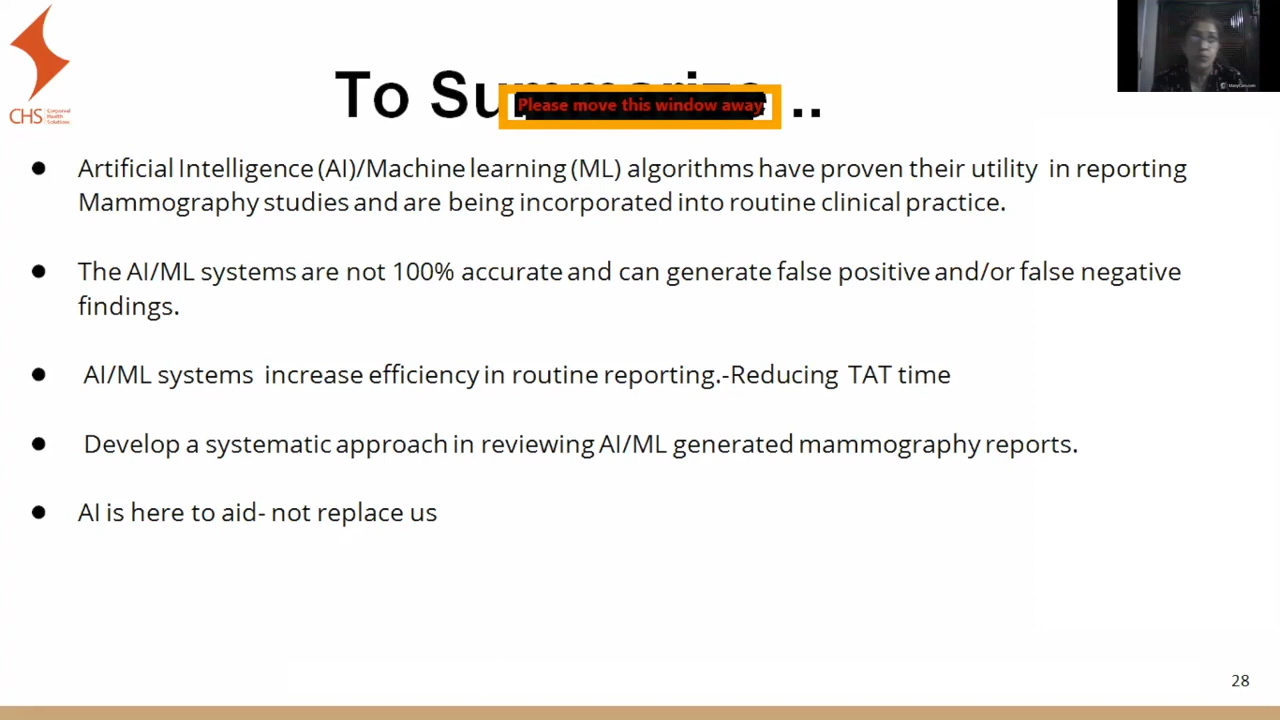 CHS Corporeal Health Solutions
To Su .. 
Please move this window away
● Artificial Intelligence (AI)/Machine learning (ML) algorithms have proven their utility in reporting
Mammography studies and are being incorporated into routine clinical practice.
● The AI/ML systems are not 100% accurate and can generate false positive and/or false negative
findings.
● AI/ML systems increase efficiency in routine reporting.-Reducing TAT time
● Develop a systematic approach in reviewing AI/ML generated mammography reports.
● AI is here to aid- not replace us
28